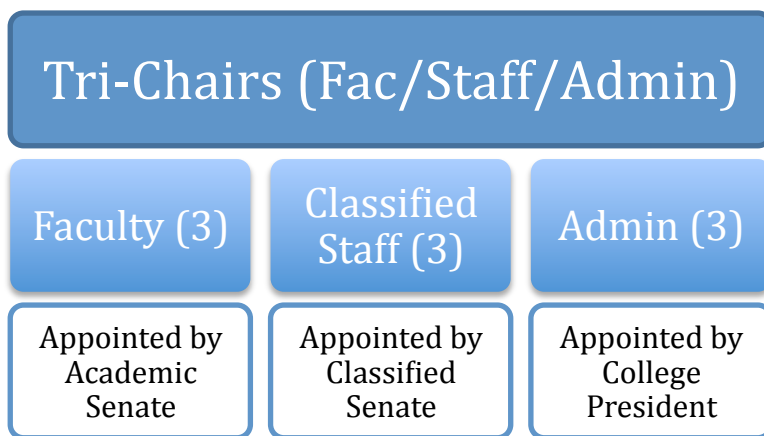 Tri-Chairs (Fac/Staff/Admin)
Faculty (3)
Classified
Staff (3)
Admin (3)
Appointed by
Academic
Senate
Appointed by
Classified
Senate
Appointed by
College
President